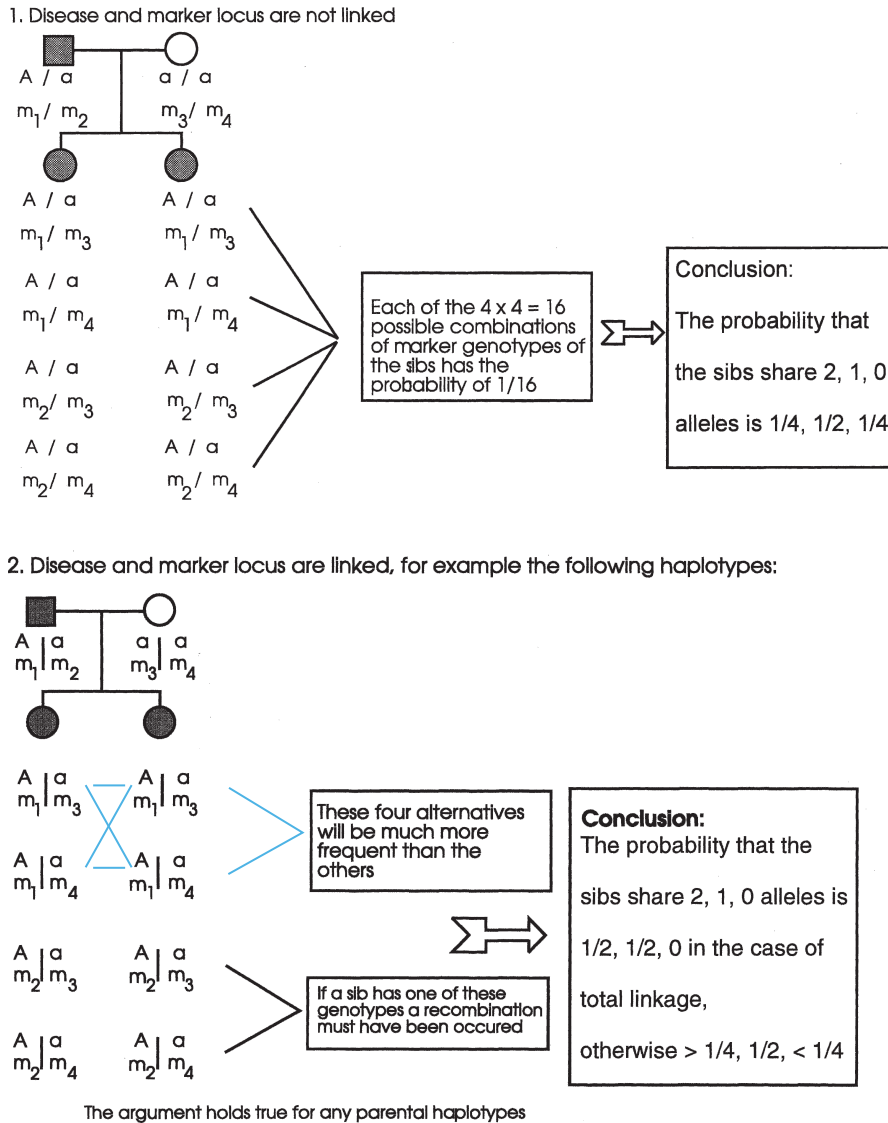 1. Disease and marker locus are not linked
A / a
a / a
m1/ m2
m3/ m4
A / a
A / a
m1/ m3
m1/ m3
A / a
A / a
m1/ m4
m1/ m4
A / a
A / a
m2/ m3
m2/ m3
A / a
A / a
m2/ m4
m2/ m4
Each of the 4 x 4 = 16
possible combinations
of marker genotypes of
the sibs has the
probability of 1/16
Conclusion:
The probability that
the sibs share 2, 1, 0
alleles is 1/4, 1/2, 1/4
2. Disease and marker locus are linked, for example the following haplotypes:
A | a
a | a
m1 | m2
m3 | m4
A | a
A | a
m1 | m3
m1 | m3
A | a
A | a
m1 | m4
m1 | m4
A | a
A | a
m2 | m3
m2 | m3
A | a
A | a
m2 | m4
m2 | m4
These four alternatives
will be much more
frequent than the
others
If a sib has one of these
genotypes a recombination
must have been occured
Conclusion:
The probability that the
sibs share 2, 1, 0 alleles is
1/2, 1/2, 0 in the case of
total linkage,
otherwise > 1/4, 1/2, < 1/4
The argument holds true for any parental haplotypes